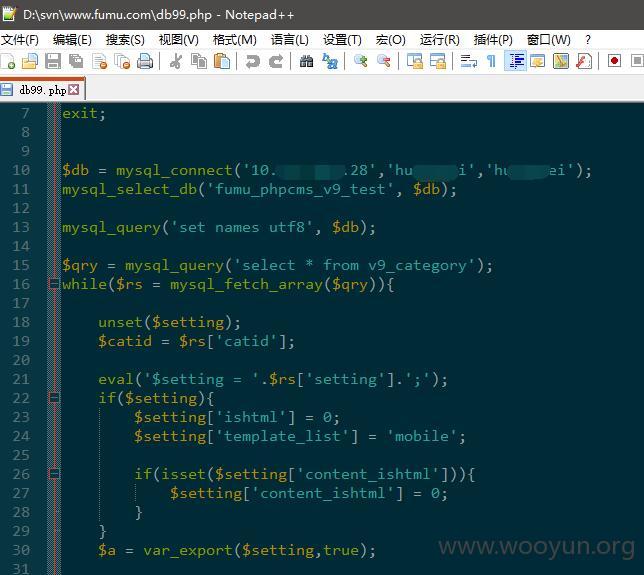 D:\svn\www.fumu.com\db99.php - Notepad++
文件(F) 编辑(E) 搜索(S) 视图(V) 格式(M) 语言(L) 设置(T) 宏(O) 运行(R) 插件(P) 窗口(W) ?
db99.php
7 exit;
8
9
10 $db = mysql_connect('10. .28','hu i','hu ei');
11 mysql_select_db('fumu_phpcms_v9_test', $db);
12
13 mysql_query('set names utf8', $db);
14
15 $qry = mysql_query('select * from v9_category');
16 while($rs = mysql_fetch_array($qry)){
17
18 unset($setting);
19 $catid = $rs['catid'];
20
21 eval('$setting = '.$rs['setting'].';');
22 if($setting){
23 $setting['ishtml'] = 0;
24 $setting['template_list'] = 'mobile';
25
26 if(isset($setting['content_ishtml'])){
27 $setting['content_ishtml'] = 0;
28 }
29 }
30 $a = var_export($setting,true);
31
www.wooyun.org